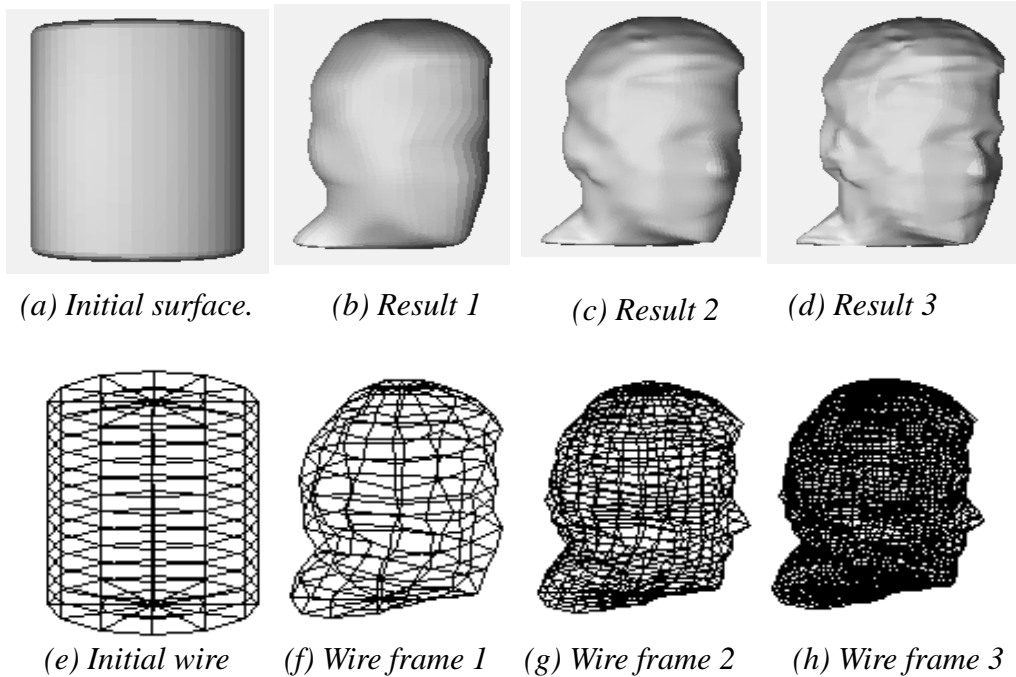 (a) Initial surface.
(b) Result 1
(c) Result 2
(d) Result 3
(e) Initial wire
(f) Wire frame 1
(g) Wire frame 2
(h) Wire frame 3